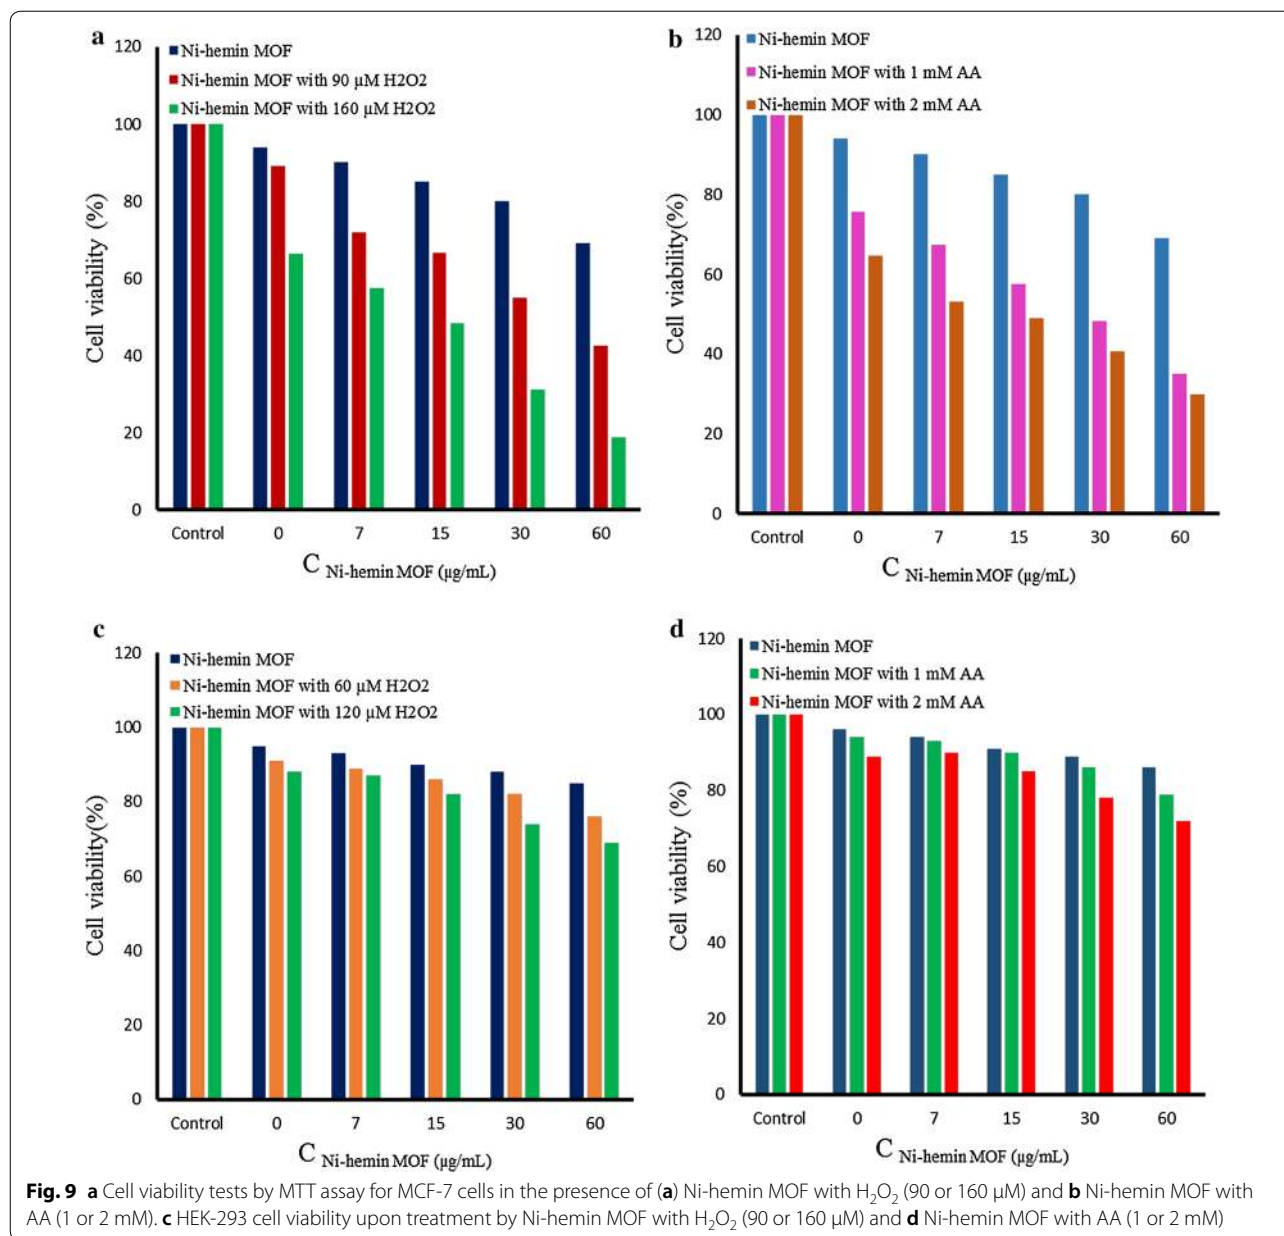 a
120
100
80
60
40
20
0
Cell viability (%)
Ni-hemin MOF
Ni-hemin MOF with 90 µM H2O2
Ni-hemin MOF with 160 µM H2O2
Control 0 7 15 30 60
C Ni-hemin MOF (µg/mL)
b
120
100
80
60
40
20
0
Cell viability(%)
Ni-hemin MOF
Ni-hemin MOF with 1 mM AA
Ni-hemin MOF with 2 mM AA
Control 0 7 15 30 60
C Ni-hemin MOF (µg/mL)
c
120
100
80
60
40
20
0
Cell viability(%)
Ni-hemin MOF
Ni-hemin MOF with 60 µM H2O2
Ni-hemin MOF with 120 µM H2O2
Control 0 7 15 30 60
C Ni-hemin MOF (µg/mL)
d
120
100
80
60
40
20
0
Cell viability (%)
Ni-hemin MOF
Ni-hemin MOF with 1 mM AA
Ni-hemin MOF with 2 mM AA
Control 0 7 15 30 60
C Ni-hemin MOF (µg/mL)
Fig. 9 a Cell viability tests by MTT assay for MCF-7 cells in the presence of (a) Ni-hemin MOF with H₂O₂ (90 or 160 µM) and b Ni-hemin MOF with
AA (1 or 2 mM). c HEK-293 cell viability upon treatment by Ni-hemin MOF with H₂O₂ (90 or 160 µM) and d Ni-hemin MOF with AA (1 or 2 mM)